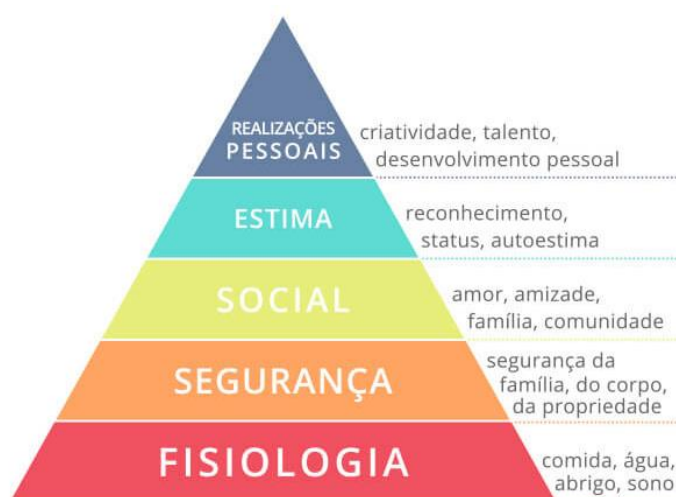 REALIZAÇÕES
PESSOAIS
criatividade, talento,
desenvolvimento pessoal
ESTIMA
reconhecimento,
status, autoestima
SOCIAL
amor, amizade,
família, comunidade
SEGURANÇA
segurança da
família, do corpo,
da propriedade
FISIOLOGIA
comida, água,
abrigo, sono